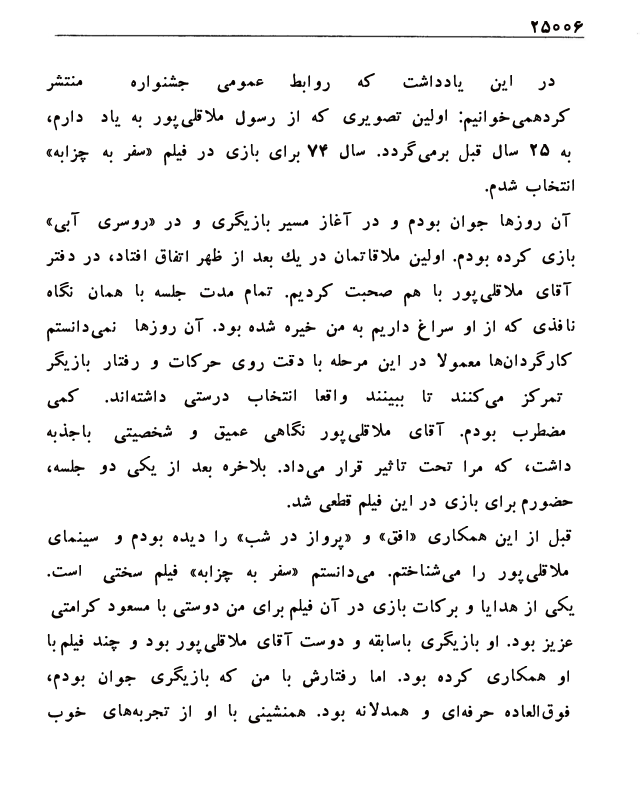 ۲۵۰۰۶
در این یادداشت که روابط عمومی جشنواره منتشر
کرده‌می‌خوانیم: اولین تصویری که از رسول ملاقلی‌پور به یاد دارم،
به ۲۵ سال قبل برمی‌گردد. سال ۷۴ برای بازی در فیلم «سفر به چزابه»
انتخاب شدم.
آن روزها جوان بودم و در آغاز مسیر بازیگری و در «روسری آبی»
بازی کرده بودم. اولین ملاقاتمان در یك بعد از ظهر اتفاق افتاد، در دفتر
آقای ملاقلی‌پور با هم صحبت کردیم. تمام مدت جلسه با همان نگاه
نافذی که از او سراغ داریم به من خیره شده بود. آن روزها نمی‌دانستم
کارگردان‌ها معمولا در این مرحله با دقت روی حرکات و رفتار بازیگر
تمرکز می‌کنند تا ببینند واقعا انتخاب درستی داشته‌اند. کمی
مضطرب بودم. آقای ملاقلی‌پور نگاهی عمیق و شخصیتی باجذبه
داشت، که مرا تحت تاثیر قرار می‌داد. بلاخره بعد از یکی دو جلسه،
حضورم برای بازی در این فیلم قطعی شد.
قبل از این همکاری «افق» و «پرواز در شب» را دیده بودم و سینمای
ملاقلی‌پور را می‌شناختم. می‌دانستم «سفر به چزابه» فیلم سختی است.
یکی از هدایا و برکات بازی در آن فیلم برای من دوستی با مسعود کرامتی
عزیز بود. او بازیگری باسابقه و دوست آقای ملاقلی‌پور بود و چند فیلم با
او همکاری کرده بود. اما رفتارش با من که بازیگری جوان بودم،
فوق‌العاده حرفه‌ای و همدلانه بود. همنشینی با او از تجربه‌های خوب